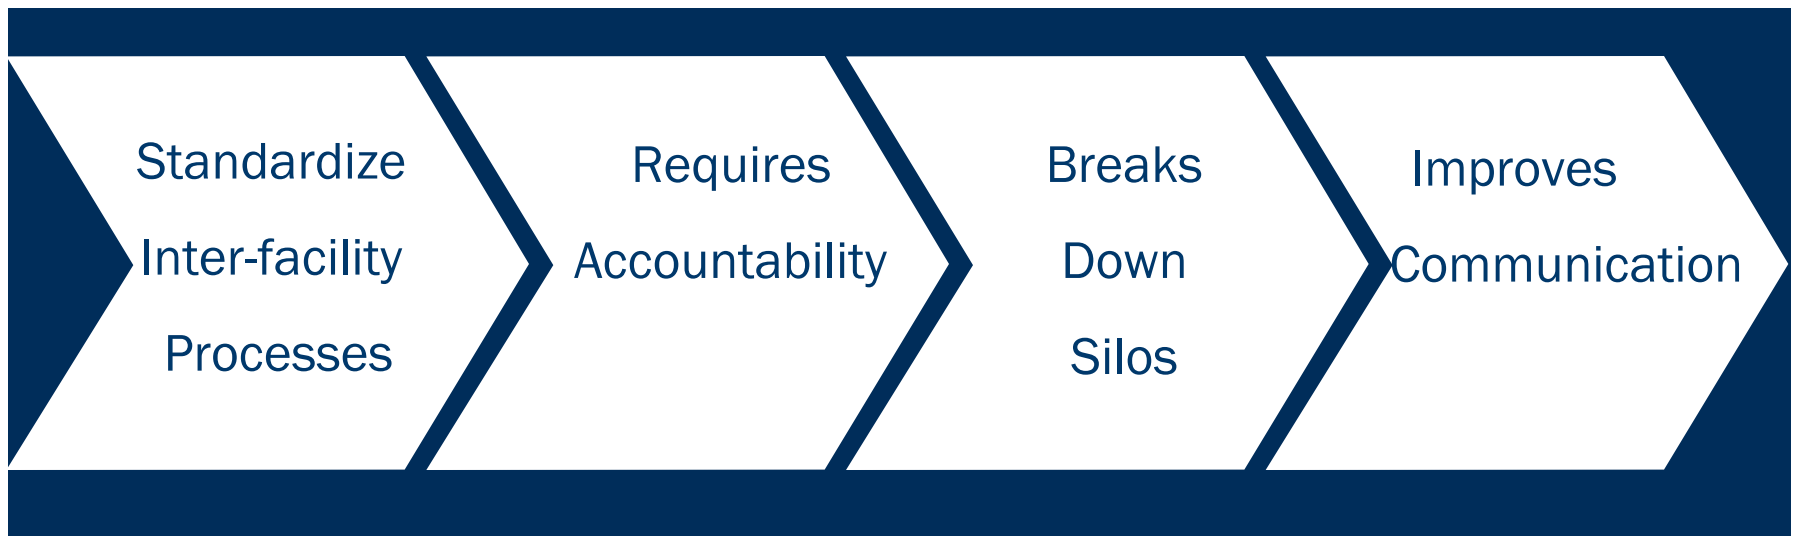 Standardize
Inter-facility
Processes
Requires
Accountability
Breaks
Down
Silos
Improves
Communication